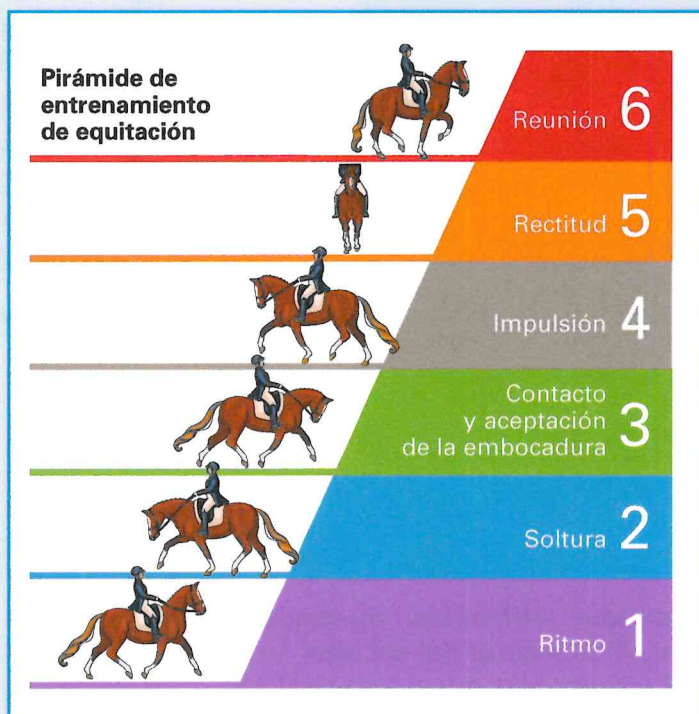 Pirámide de
entrenamiento
de equitación
Reunión 6
Rectitud 5
Impulsión 4
Contacto
y aceptación
de la embocadura 3
Soltura 2
Ritmo 1